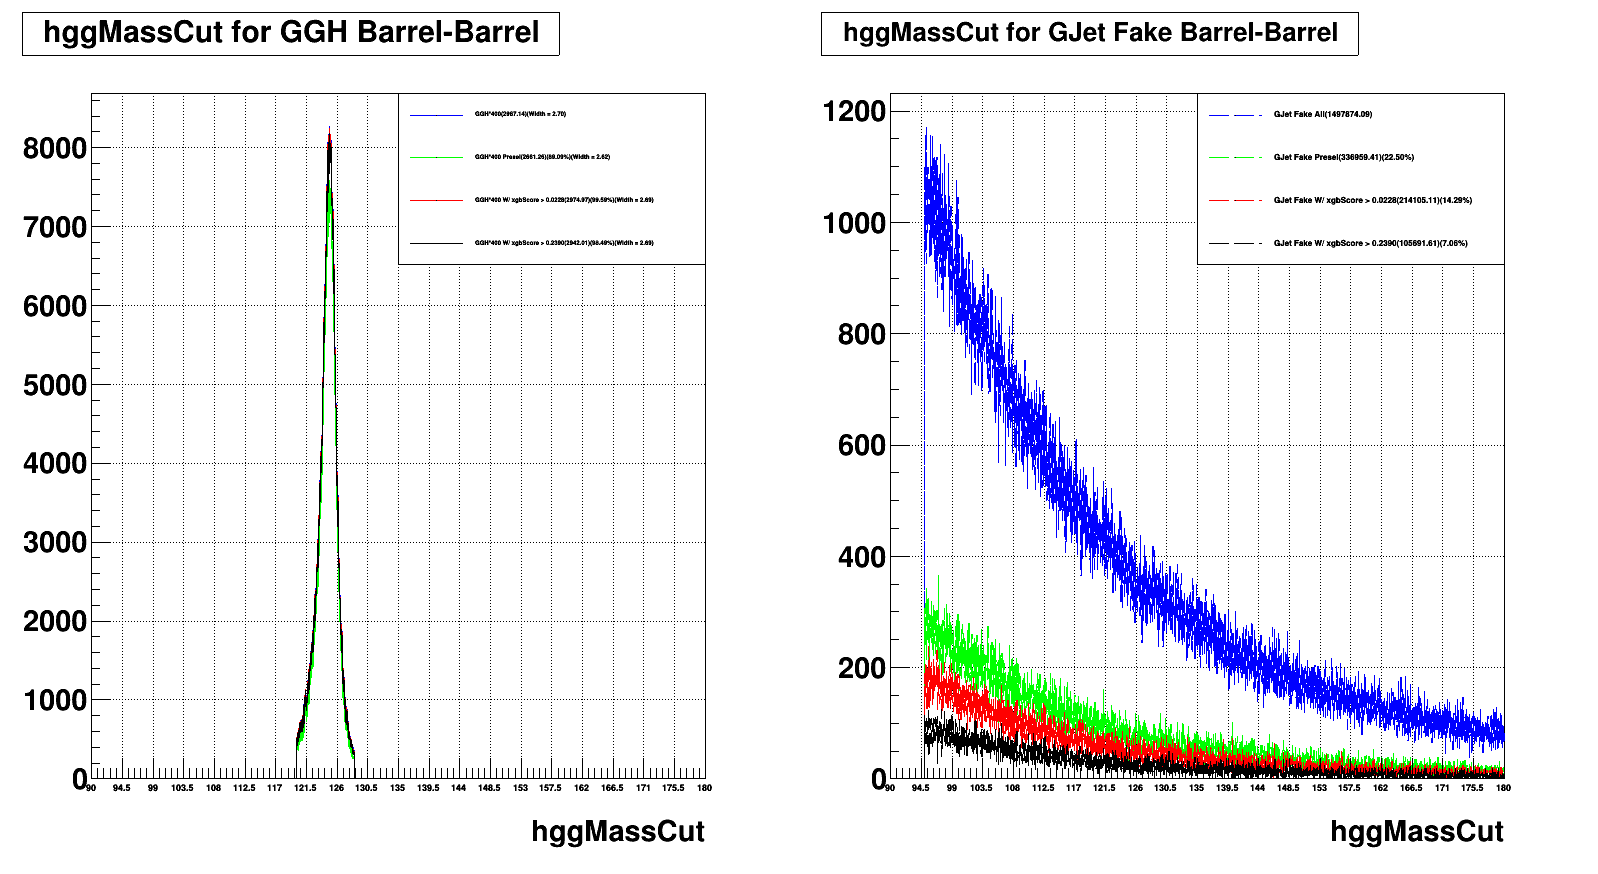 hggMassCut for GGH Barrel-Barrel
GGH*400(2987.14)(Width = 2.70)
GGH*400 Presel(2661.26)(89.09%)(Width = 2.62)
GGH*400 W/ xgbScore > 0.0228(2974.97)(99.59%)(Width = 2.69)
GGH*400 W/ xgbScore > 0.2390(2942.01)(98.49%)(Width = 2.69)
8000
7000
6000
5000
4000
3000
2000
1000
0
90 94.5 99 103.5 108 112.5 117 121.5 126 130.5 135 139.5 144 148.5 153 157.5 162 166.5 171 175.5 180
hggMassCut
hggMassCut for GJet Fake Barrel-Barrel
GJet Fake All(1497874.09)
GJet Fake Presel(336959.41)(22.50%)
GJet Fake W/ xgbScore > 0.0228(214105.11)(14.29%)
GJet Fake W/ xgbScore > 0.2390(105691.61)(7.06%)
1200
1000
800
600
400
200
0
90 94.5 99 103.5 108 112.5 117 121.5 126 130.5 135 139.5 144 148.5 153 157.5 162 166.5 171 175.5 180
hggMassCut